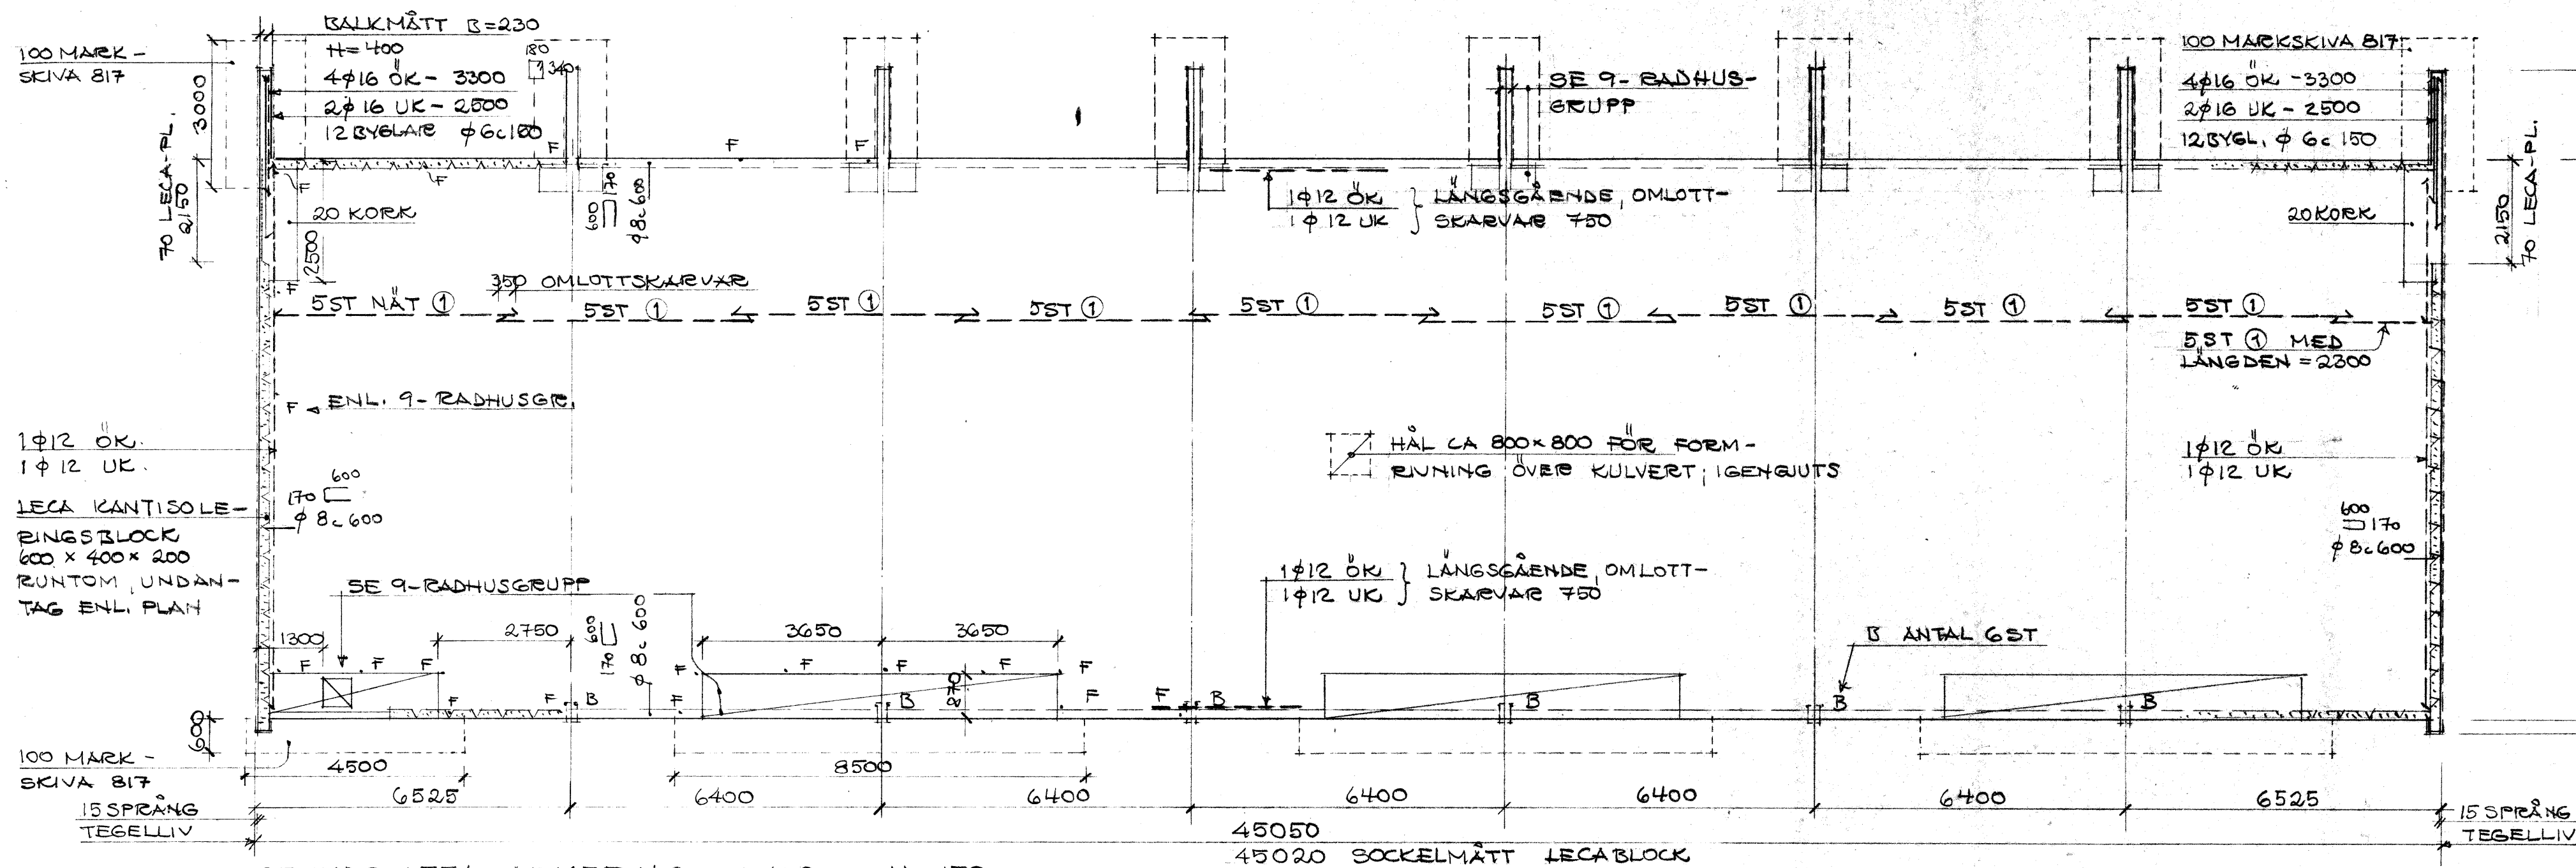 BALKMÅTT B=230
H=400
4φ16 ÖK - 3300
2φ16 UK - 2500
12 BYGLAR φ6c160
100 MARK-
SKIVA 817
3000
70 LECA-PL.
2150
180
340
F
F
F
F
F
20 KORK
2500
600
170
φ8c600
SE 9-RADHUS-
GRUPP
100 MARKSKIVA 817
4φ16 ÖK - 3300
2φ16 UK - 2500
12 BYGL. φ6c150
1φ12 ÖK } LÄNGSGÅENDE, OMLOTT-
1φ12 UK } SKARVAR 750
20 KORK
2150
70 LECA-PL.
F
350 OMLOTTSKARVAR
5ST NÄT ①
5ST ①
5ST ①
5ST ①
5ST ①
5ST ①
5ST ①
5ST ①
5ST ①
5ST ① MED
LÄNGDEN = 2300
F ENL. 9-RADHUSGR.
1φ12 ÖK.
1φ12 UK.
HÅL CA 800×800 FÖR FORM-
RIVNING ÖVER KULVERT, IGENGJUTS
1φ12 ÖK
1φ12 UK
600
170
φ8c600
LECA KANTISOLE-
RINGSBLOCK
600 × 400 × 200
RUNTOM, UNDAN-
TAG ENL. PLAN
600
170
φ8c600
SE 9-RADHUSGRUPP
1φ12 ÖK } LÄNGSGÅENDE, OMLOTT-
1φ12 UK } SKARVAR 750
1300
2750
600
170
φ8c600
3650
3650
B ANTAL 6ST
F F F
F F F F
870
F F B F B F F B B B B
600
100 MARK-
SKIVA 817
4500
8500
6525
6400
6400
6400
6400
6400
6525
15 SPRÅNG
TEGELLIV
15 SPRÅNG
TEGELLIV
45050
45020 SOCKELMÅTT LECABLOCK